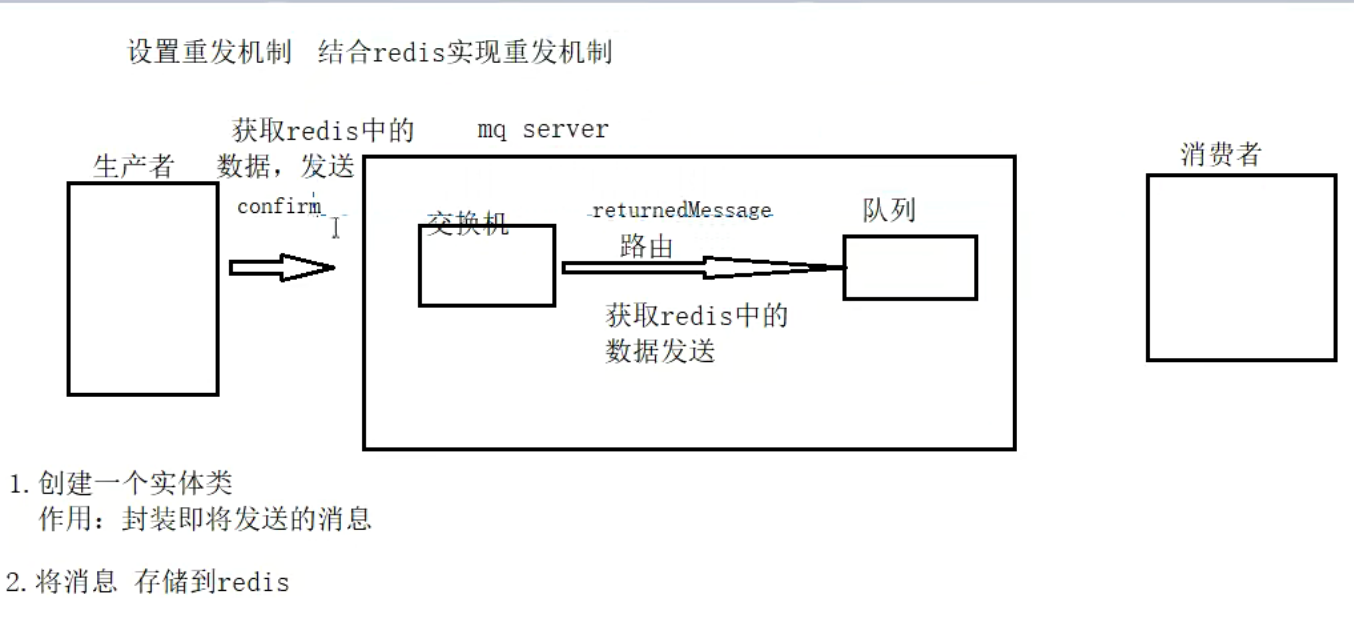 设置重发机制 结合redis实现重发机制
获取redis中的
数据，发送
mq server
生产者
confirm
消费者
交换机
returnedMessage
路由
队列
获取redis中的
数据发送
1.创建一个实体类
作用：封装即将发送的消息
2.将消息 存储到redis